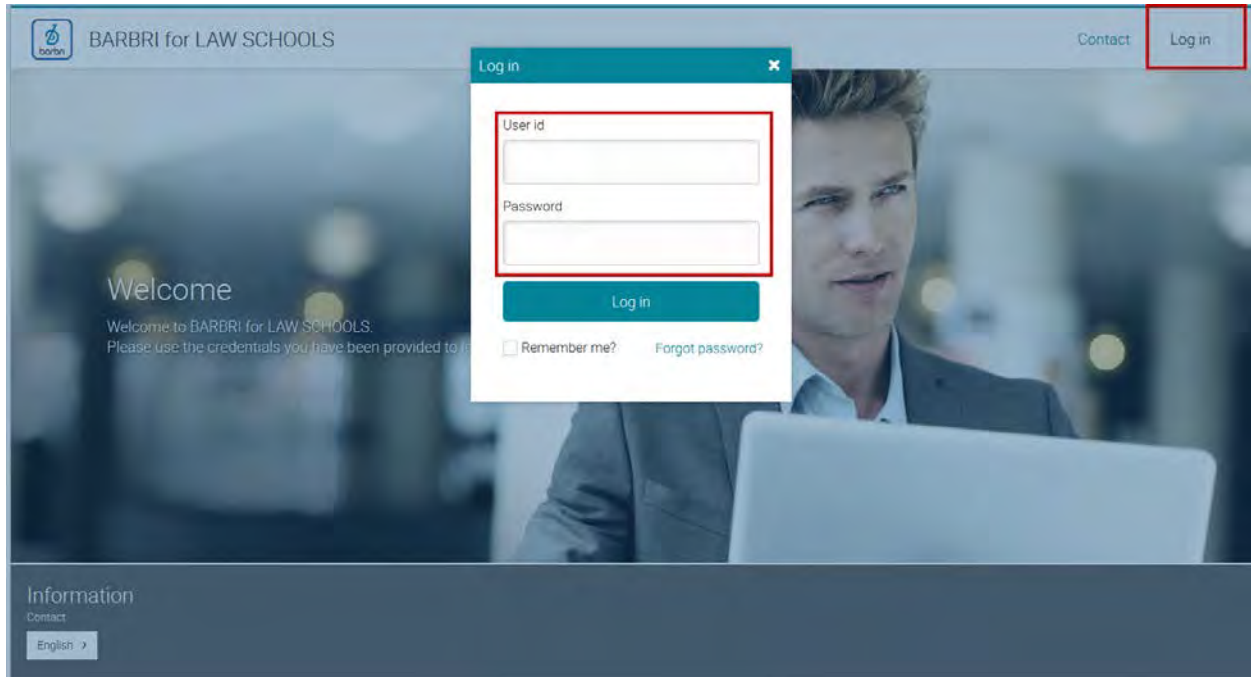 barbri
BARBRI for LAW SCHOOLS
Contact
Log in
Log in
User id
Password
Log in
Remember me?
Forgot password?
Welcome
Welcome to BARBRI for LAW SCHOOLS.
Please use the credentials you have been provided to
Information
Contact
English